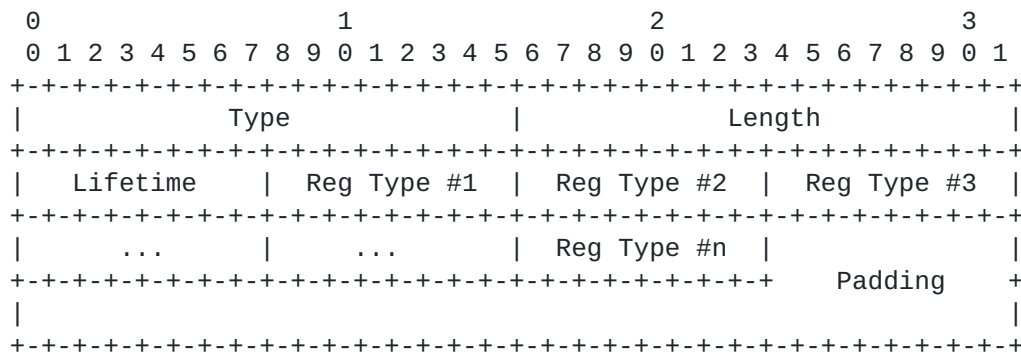 0                   1                   2                   3
 0 1 2 3 4 5 6 7 8 9 0 1 2 3 4 5 6 7 8 9 0 1 2 3 4 5 6 7 8 9 0 1
+-+-+-+-+-+-+-+-+-+-+-+-+-+-+-+-+-+-+-+-+-+-+-+-+-+-+-+-+-+-+-+-+
|             Type              |             Length            |
+-+-+-+-+-+-+-+-+-+-+-+-+-+-+-+-+-+-+-+-+-+-+-+-+-+-+-+-+-+-+-+-+
|   Lifetime    |  Reg Type #1  |  Reg Type #2  |  Reg Type #3  |
+-+-+-+-+-+-+-+-+-+-+-+-+-+-+-+-+-+-+-+-+-+-+-+-+-+-+-+-+-+-+-+-+
|      ...      |     ...       |  Reg Type #n  |               |
+-+-+-+-+-+-+-+-+-+-+-+-+-+-+-+-+-+-+-+-+-+-+-+-+    Padding    +
|                                                               |
+-+-+-+-+-+-+-+-+-+-+-+-+-+-+-+-+-+-+-+-+-+-+-+-+-+-+-+-+-+-+-+-+